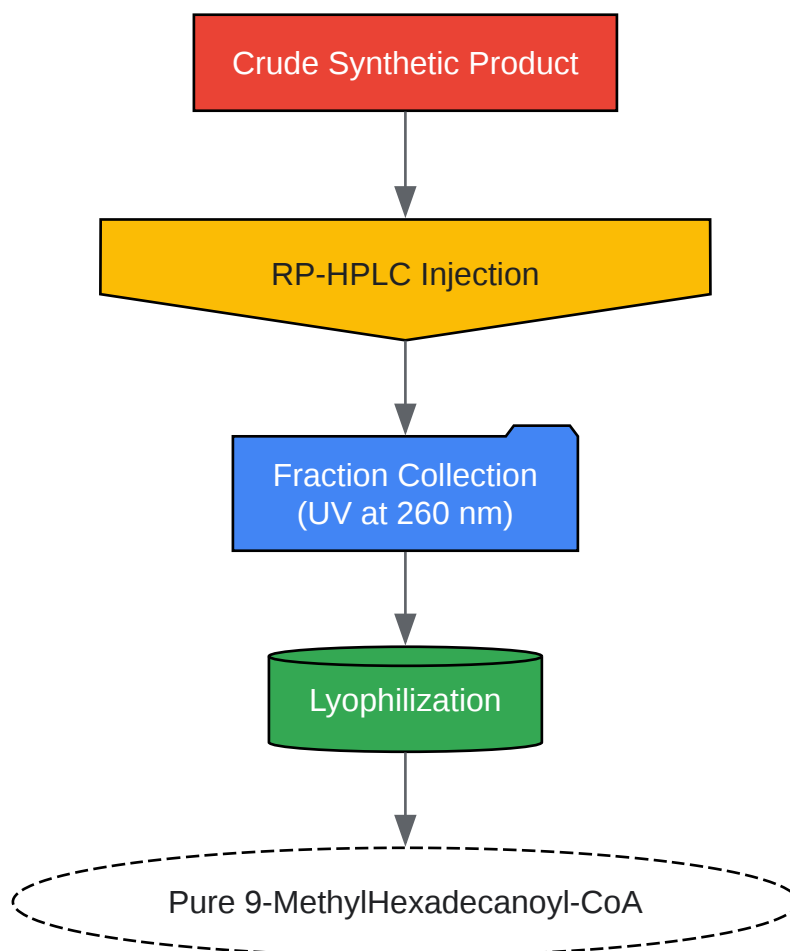 Crude Synthetic Product
RP-HPLC Injection
Fraction Collection
(UV at 260 nm)
Lyophilization
Pure 9-MethylHexadecanoyl-CoA